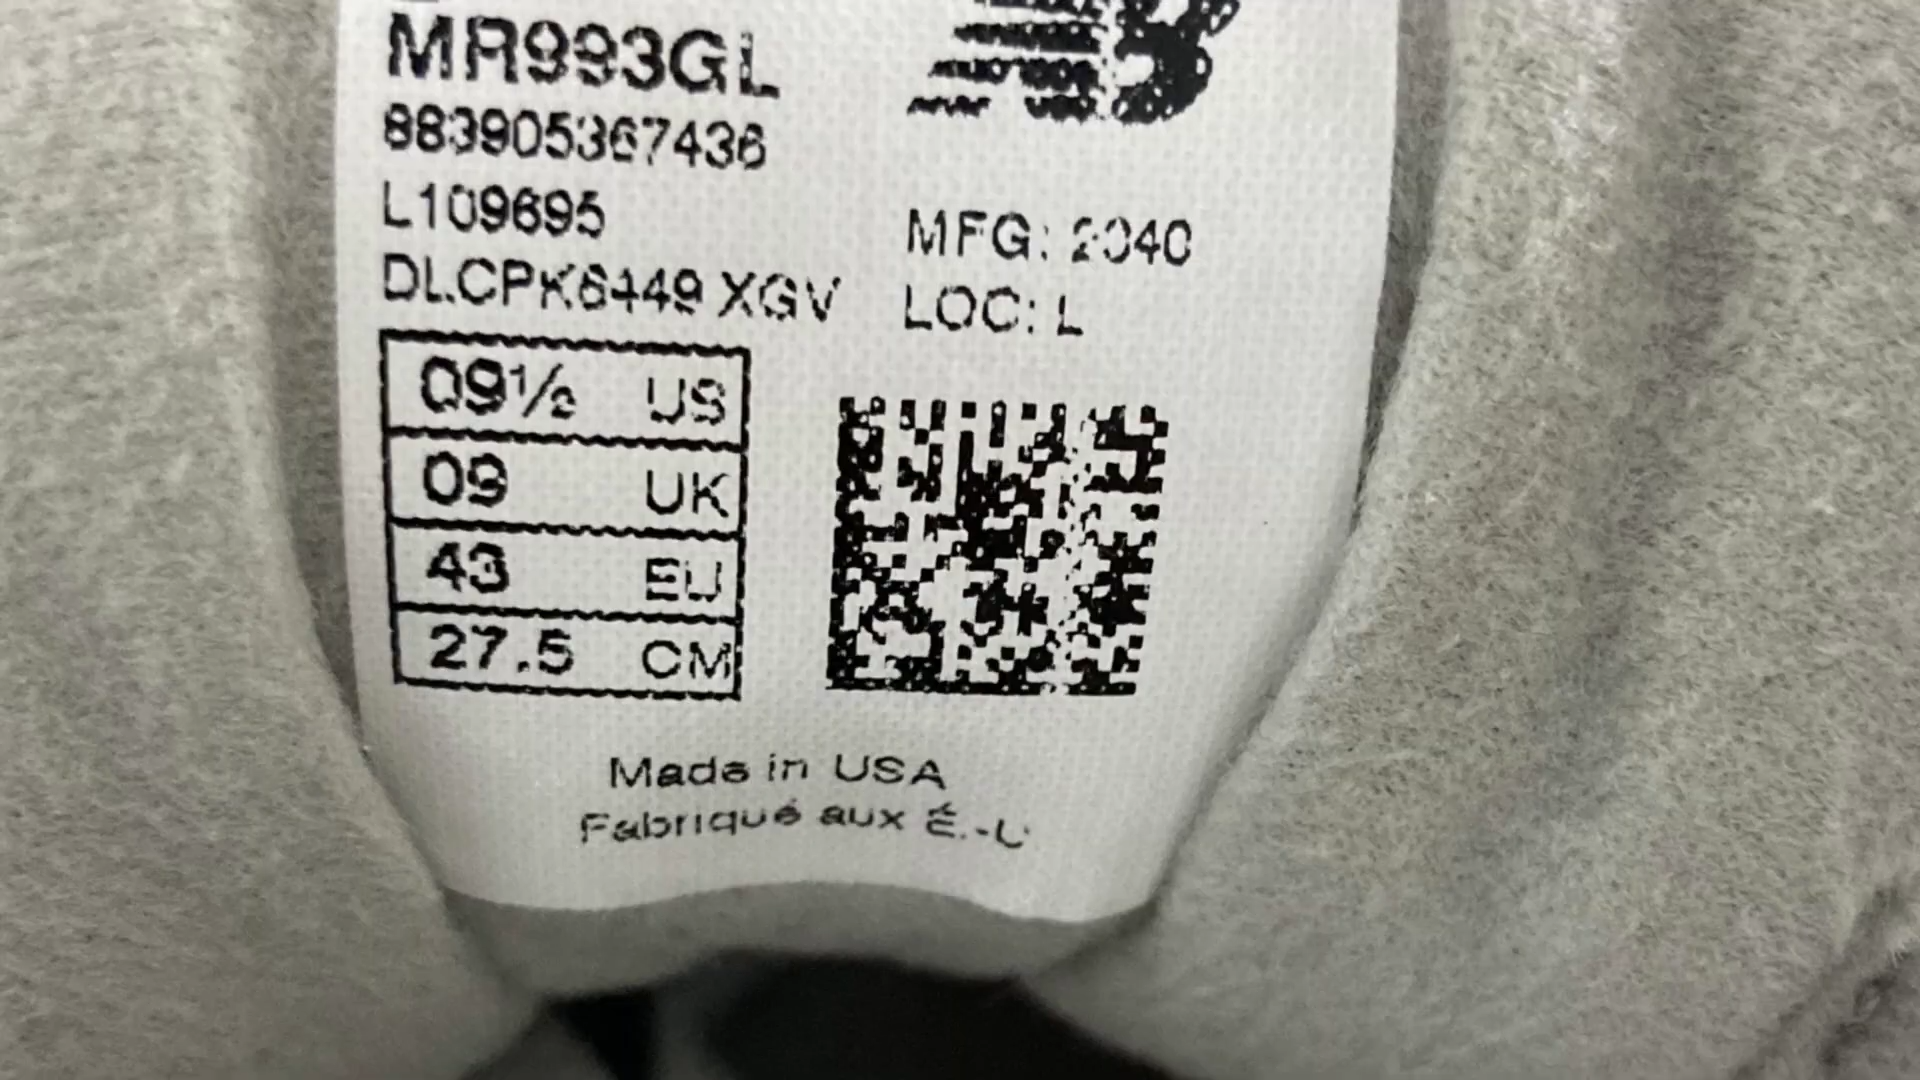 MR993GL
883905367436
L109695
DLCPK6449 XGV
MFG: 2040
LOC: L
09½ US
09 UK
43 EU
27.5 CM
Made in USA
Fabriqué aux É.-U